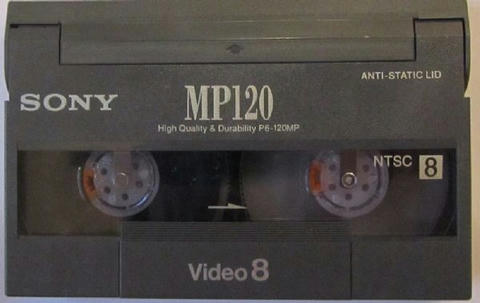 ANTI-STATIC LID
SONY
MP120
High Quality & Durability P6-120MP
NTSC 8
Video 8